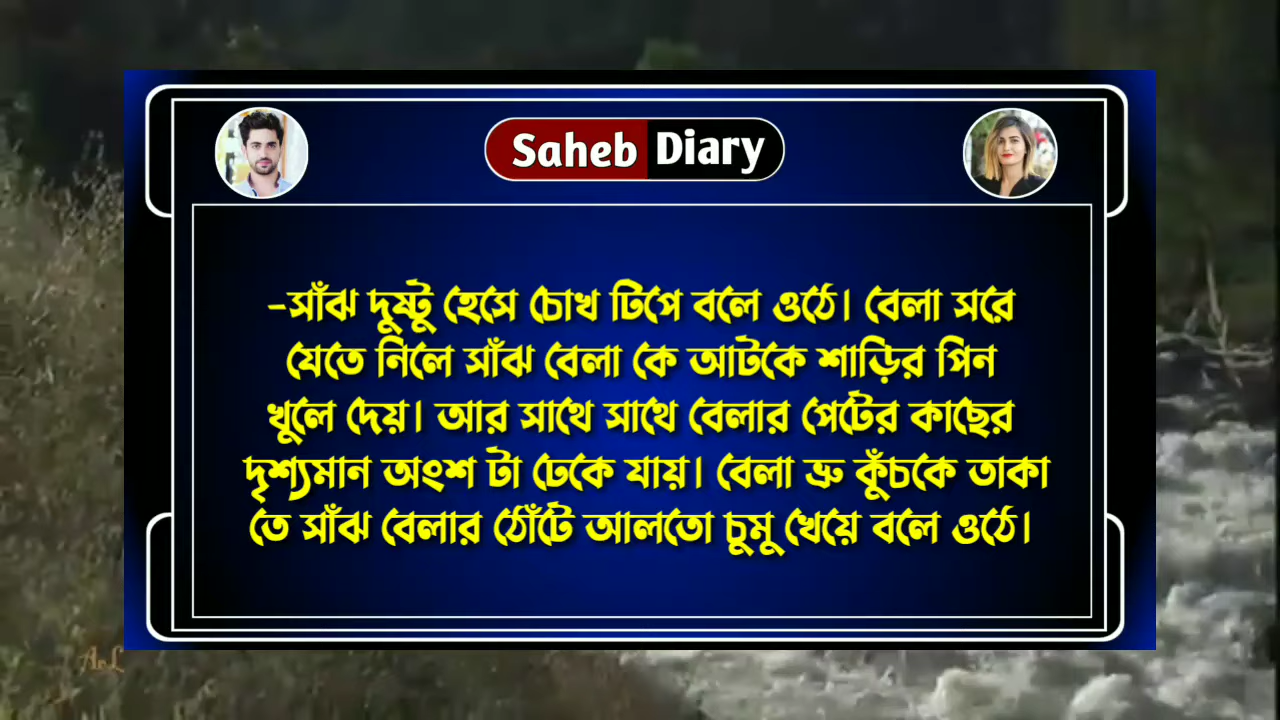 Saheb Diary
-সাঁঝ দুষ্টু হেসে চোখ টিপে বলে ওঠে। বেলা সরে
যেতে নিলে সাঁঝ বেলা কে আটকে শাড়ির পিন
খুলে দেয়। আর সাথে সাথে বেলার পেটের কাছের
দৃশ্যমান অংশ টা ঢেকে যায়। বেলা ভ্রু কুঁচকে তাকা
তে সাঁঝ বেলার ঠোঁটে আলতো চুমু খেয়ে বলে ওঠে।